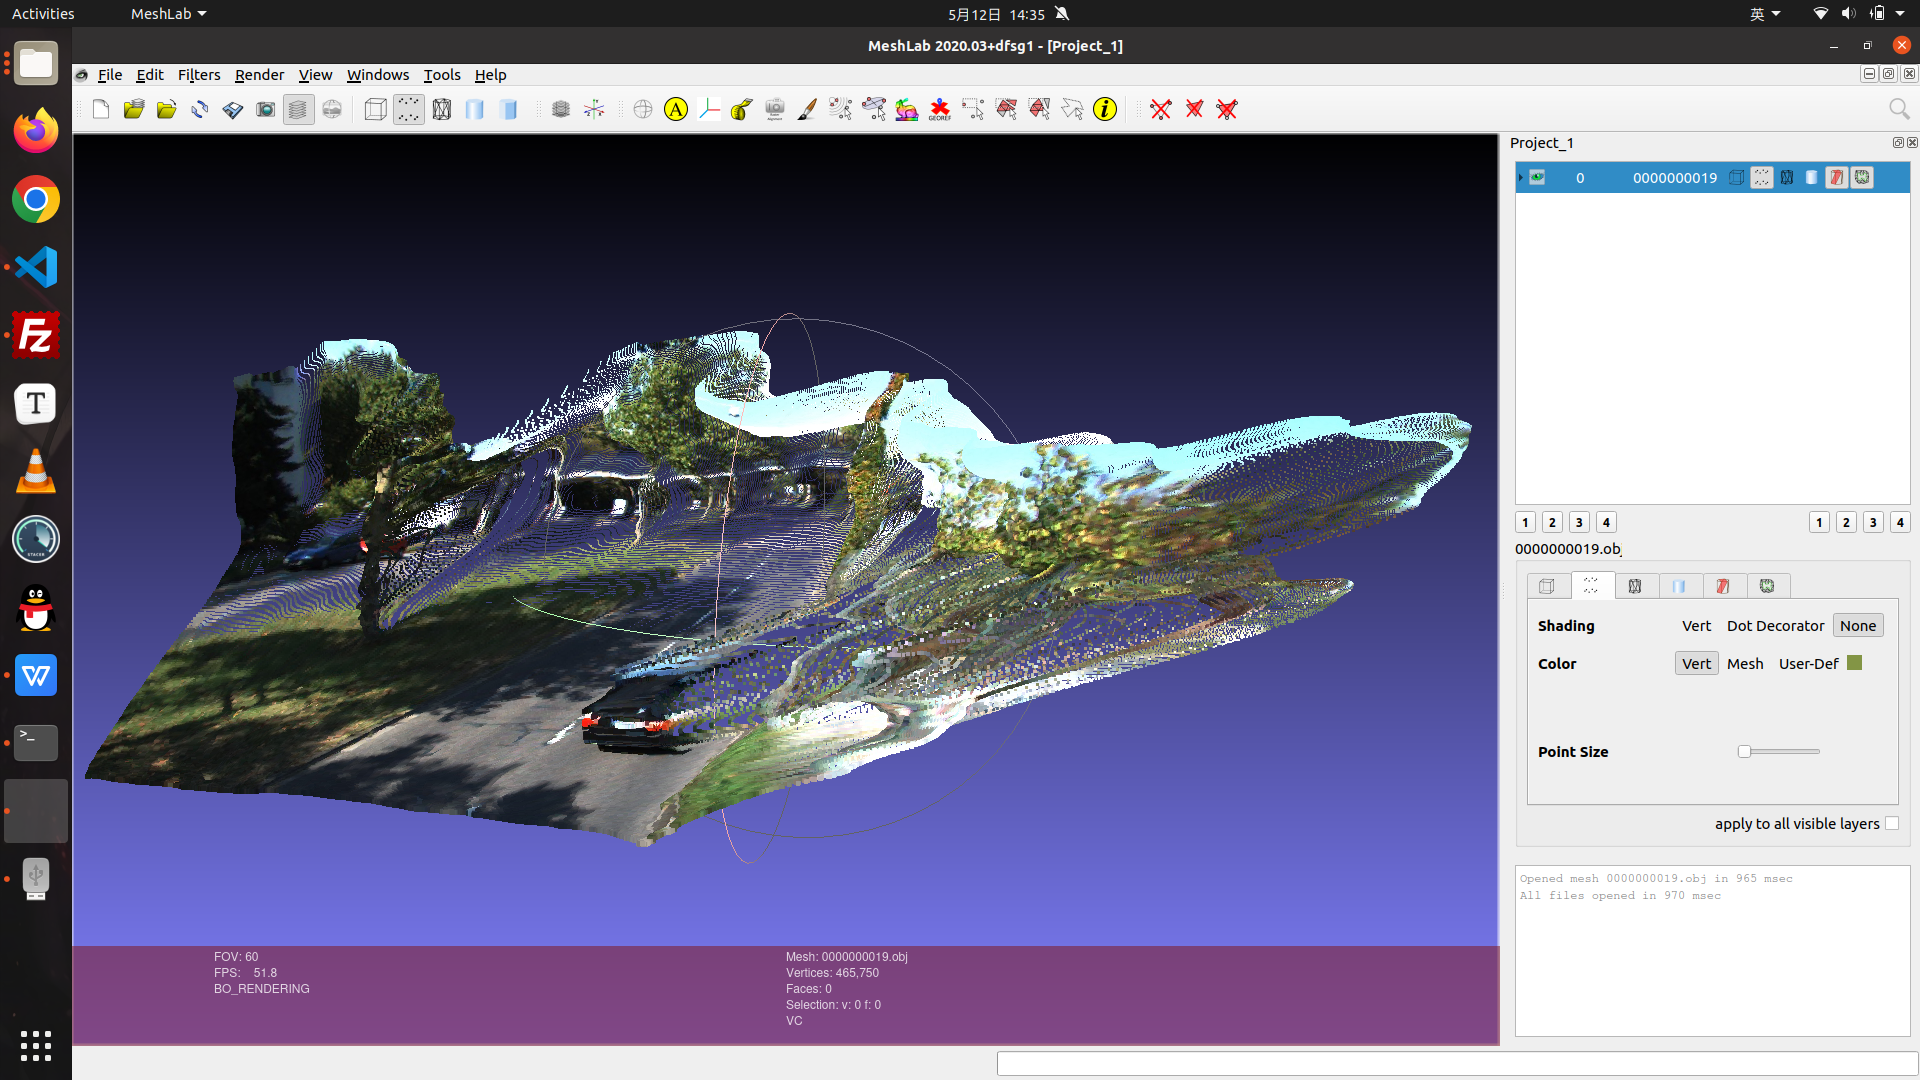 Activities
MeshLab
5月12日 14:35
英
MeshLab 2020.03+dfsg1 - [Project_1]
File Edit Filters Render View Windows Tools Help
A
GEOREF
i
Project_1
0 0000000019
1 2 3 4
1 2 3 4
0000000019.obj
Shading Vert Dot Decorator None
Color Vert Mesh User-Def
Point Size
apply to all visible layers
Opened mesh 0000000019.obj in 965 msec
All files opened in 970 msec
FOV: 60
FPS: 51.8
BO_RENDERING
Mesh: 0000000019.obj
Vertices: 465,750
Faces: 0
Selection: v: 0 f: 0
VC
Fz
T
STACER
W
>_